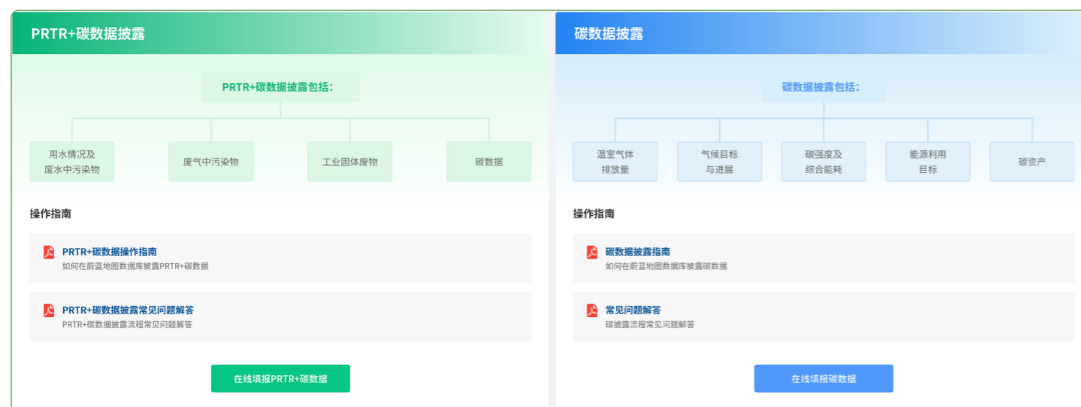 PRTR+碳数据披露
PRTR+碳数据披露包括：
用水情况及
废水中污染物
废气中污染物
工业固体废物
碳数据
操作指南
PRTR+碳数据操作指南
如何在蔚蓝地图数据库披露PRTR+碳数据
PRTR+碳数据披露常见问题解答
PRTR+碳数据披露流程常见问题解答
在线填报PRTR+碳数据
碳数据披露
碳数据披露包括：
温室气体
排放量
气候目标
与进展
碳强度及
综合能耗
能源利用
目标
碳资产
操作指南
碳数据披露指南
如何在蔚蓝地图数据库披露碳数据
常见问题解答
碳披露流程常见问题解答
在线填报碳数据